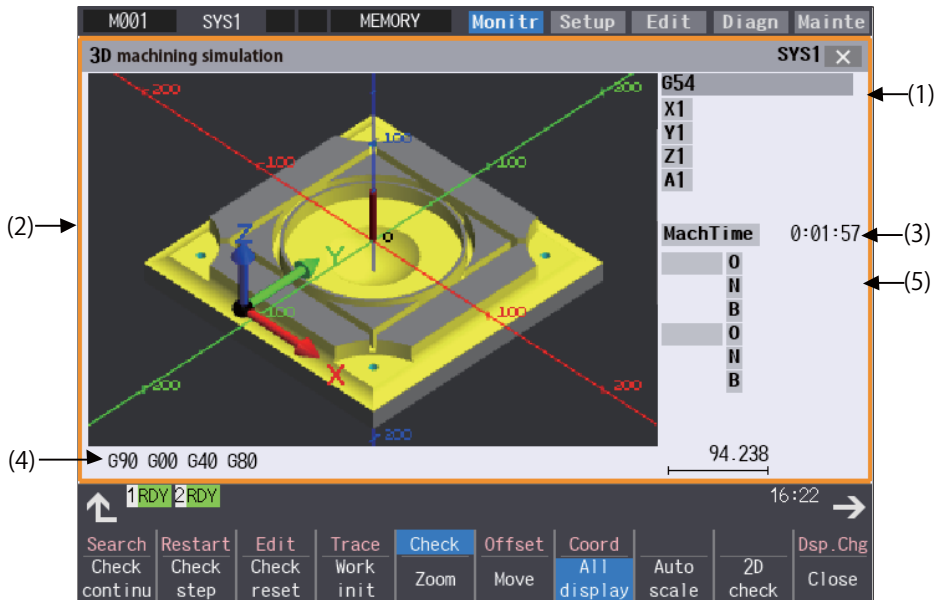 M001 SYS1 MEMORY Monitr Setup Edit Diagn Mainte
3D machining simulation SYS1 ×
200
200
G54
(1)
X1
100
Y1
100
100
Z1
A1
(2)
Z
Y
o
MachTime 0:01:57
(3)
O
(5)
N
100
100
B
O
X
N
200
200
B
-200
(4)
G90 G00 G40 G80
94.238
1 RDY 2 RDY
16:22
Search Restart Edit Trace Check Offset Coord Dsp.Chg
Check Check Check Work Zoom Move All Auto 2D Close
continu step reset init display scale check